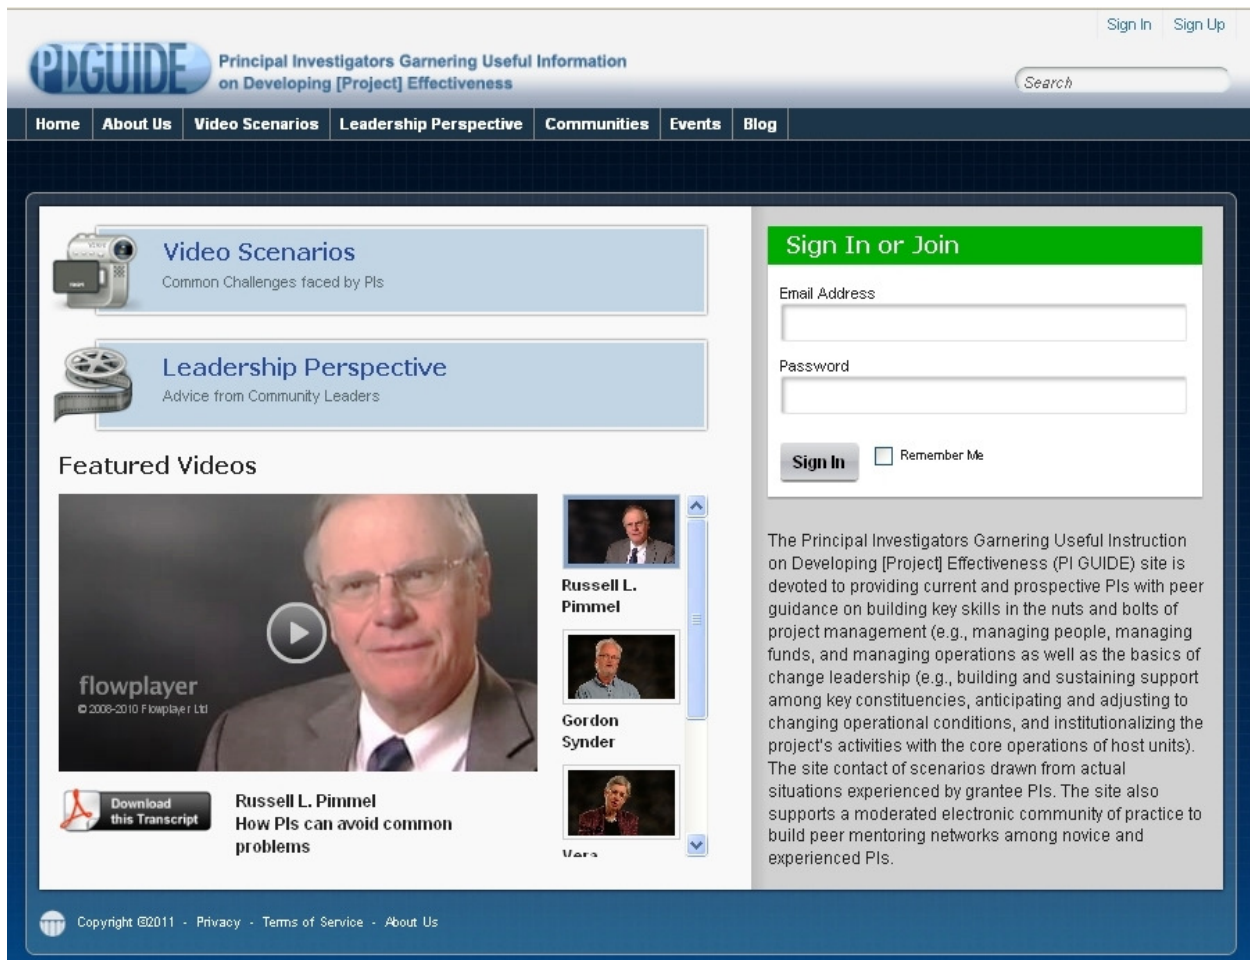 Sign In Sign Up
PI GUIDE
Principal Investigators Garnering Useful Information
on Developing [Project] Effectiveness
Search
Home About Us Video Scenarios Leadership Perspective Communities Events Blog
Video Scenarios
Common Challenges faced by PIs
Leadership Perspective
Advice from Community Leaders
Featured Videos
flowplayer
© 2008-2010 Flowplayer Ltd
Download
this Transcript
Russell L. Pimmel
How PIs can avoid common
problems
Russell L.
Pimmel
Gordon
Synder
Vera
Sign In or Join
Email Address
Password
Sign In Remember Me
The Principal Investigators Garnering Useful Instruction
on Developing [Project] Effectiveness (PI GUIDE) site is
devoted to providing current and prospective PIs with peer
guidance on building key skills in the nuts and bolts of
project management (e.g., managing people, managing
funds, and managing operations as well as the basics of
change leadership (e.g., building and sustaining support
among key constituencies, anticipating and adjusting to
changing operational conditions, and institutionalizing the
project's activities with the core operations of host units).
The site contact of scenarios drawn from actual
situations experienced by grantee PIs. The site also
supports a moderated electronic community of practice to
build peer mentoring networks among novice and
experienced PIs.
Copyright ©2011 - Privacy - Terms of Service - About Us